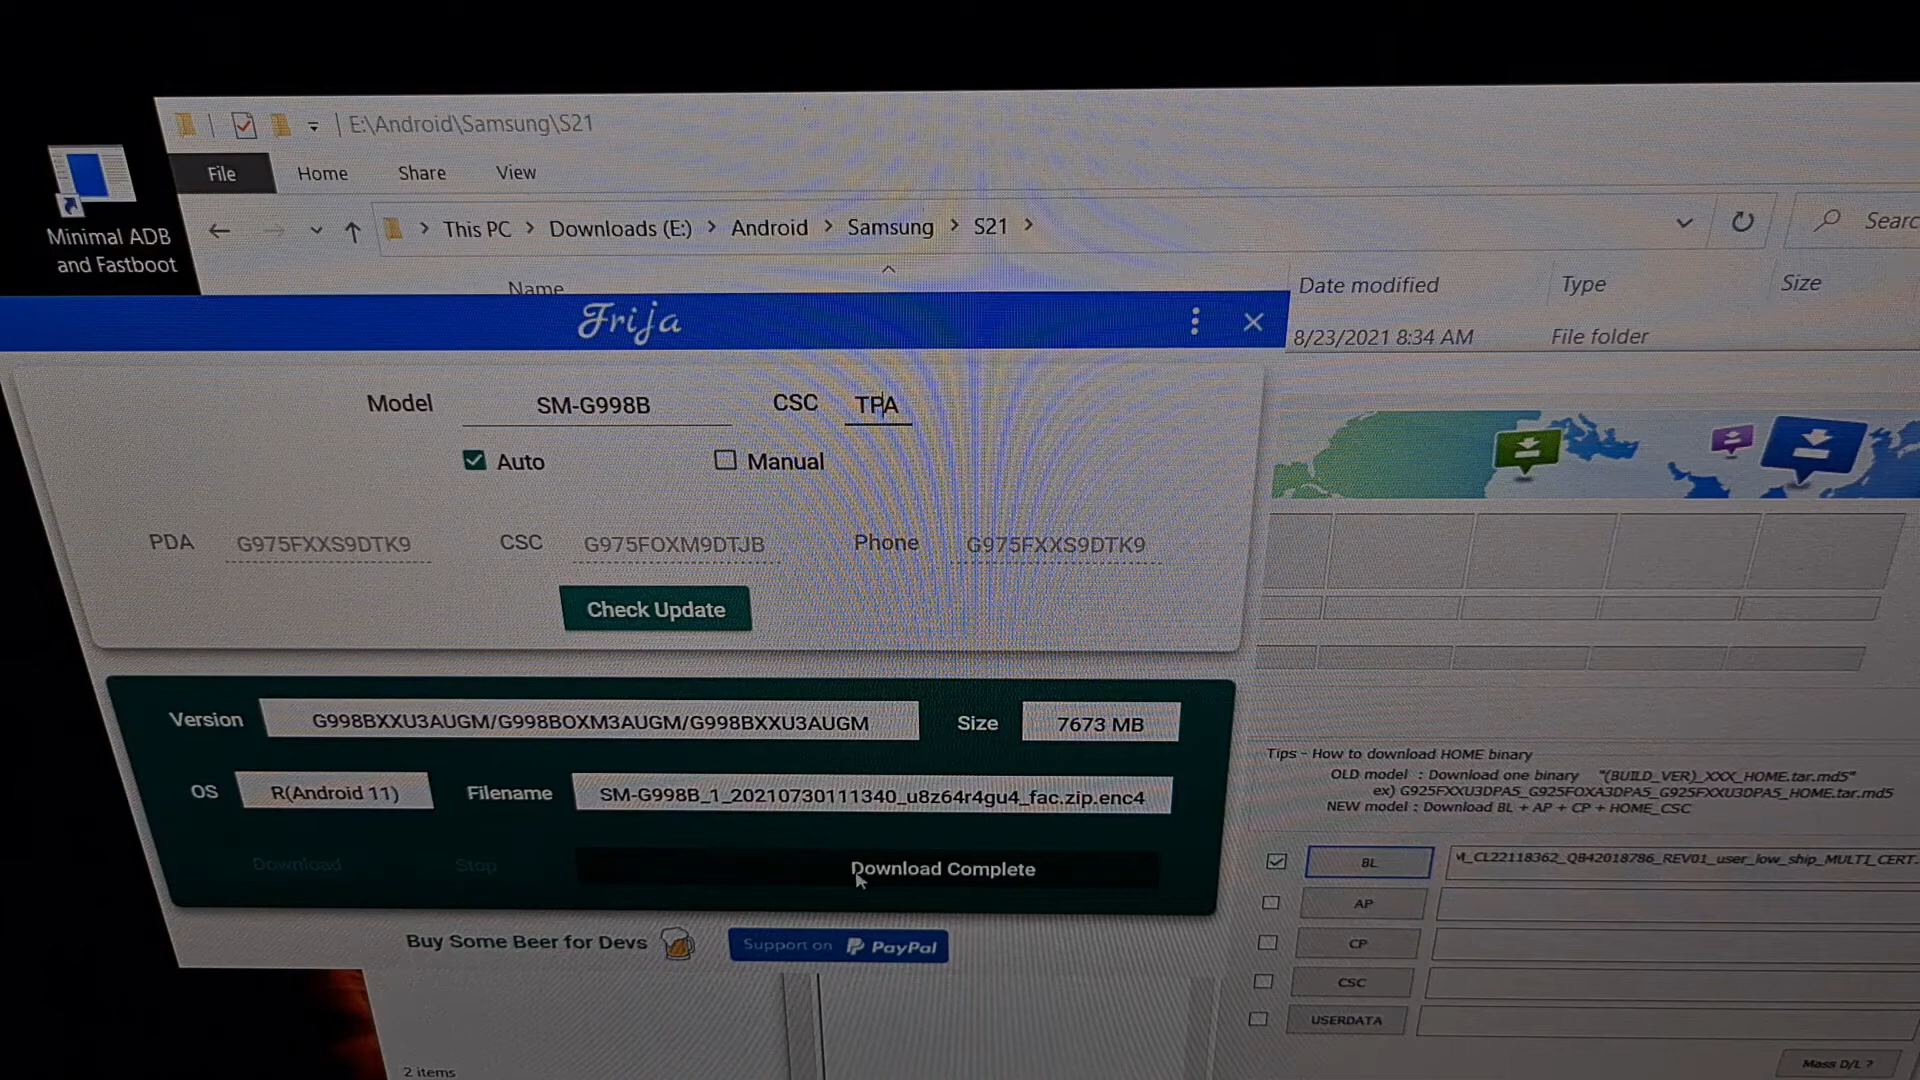 E:\Android\Samsung\S21
File Home Share View
This PC > Downloads (E:) > Android > Samsung > S21 >
Minimal ADB
and Fastboot
Name Date modified Type Size
8/23/2021 8:34 AM File folder
Frija
Model SM-G998B CSC TPA
Auto Manual
PDA G975FXXS9DTK9 CSC G975FOXM9DTJB Phone G975FXXS9DTK9
Check Update
Version G998BXXU3AUGM/G998BOXM3AUGM/G998BXXU3AUGM Size 7673 MB
OS R(Android 11) Filename SM-G998B_1_20210730111340_u8z64r4gu4_fac.zip.enc4
Download Stop Download Complete
Buy Some Beer for Devs Support on PayPal
2 items
Tips - How to download HOME binary
OLD model : Download one binary "(BUILD_VER)_XXX_HOME.tar.md5"
ex) G925FXXU3DPA5_G925FOXA3DPA5_G925FXXU3DPA5_HOME.tar.md5
NEW model : Download BL + AP + CP + HOME_CSC
BL _CL22118362_QB42018786_REV01_user_low_ship_MULTI_CERT.
AP
CP
CSC
USERDATA
Mass D/L ?